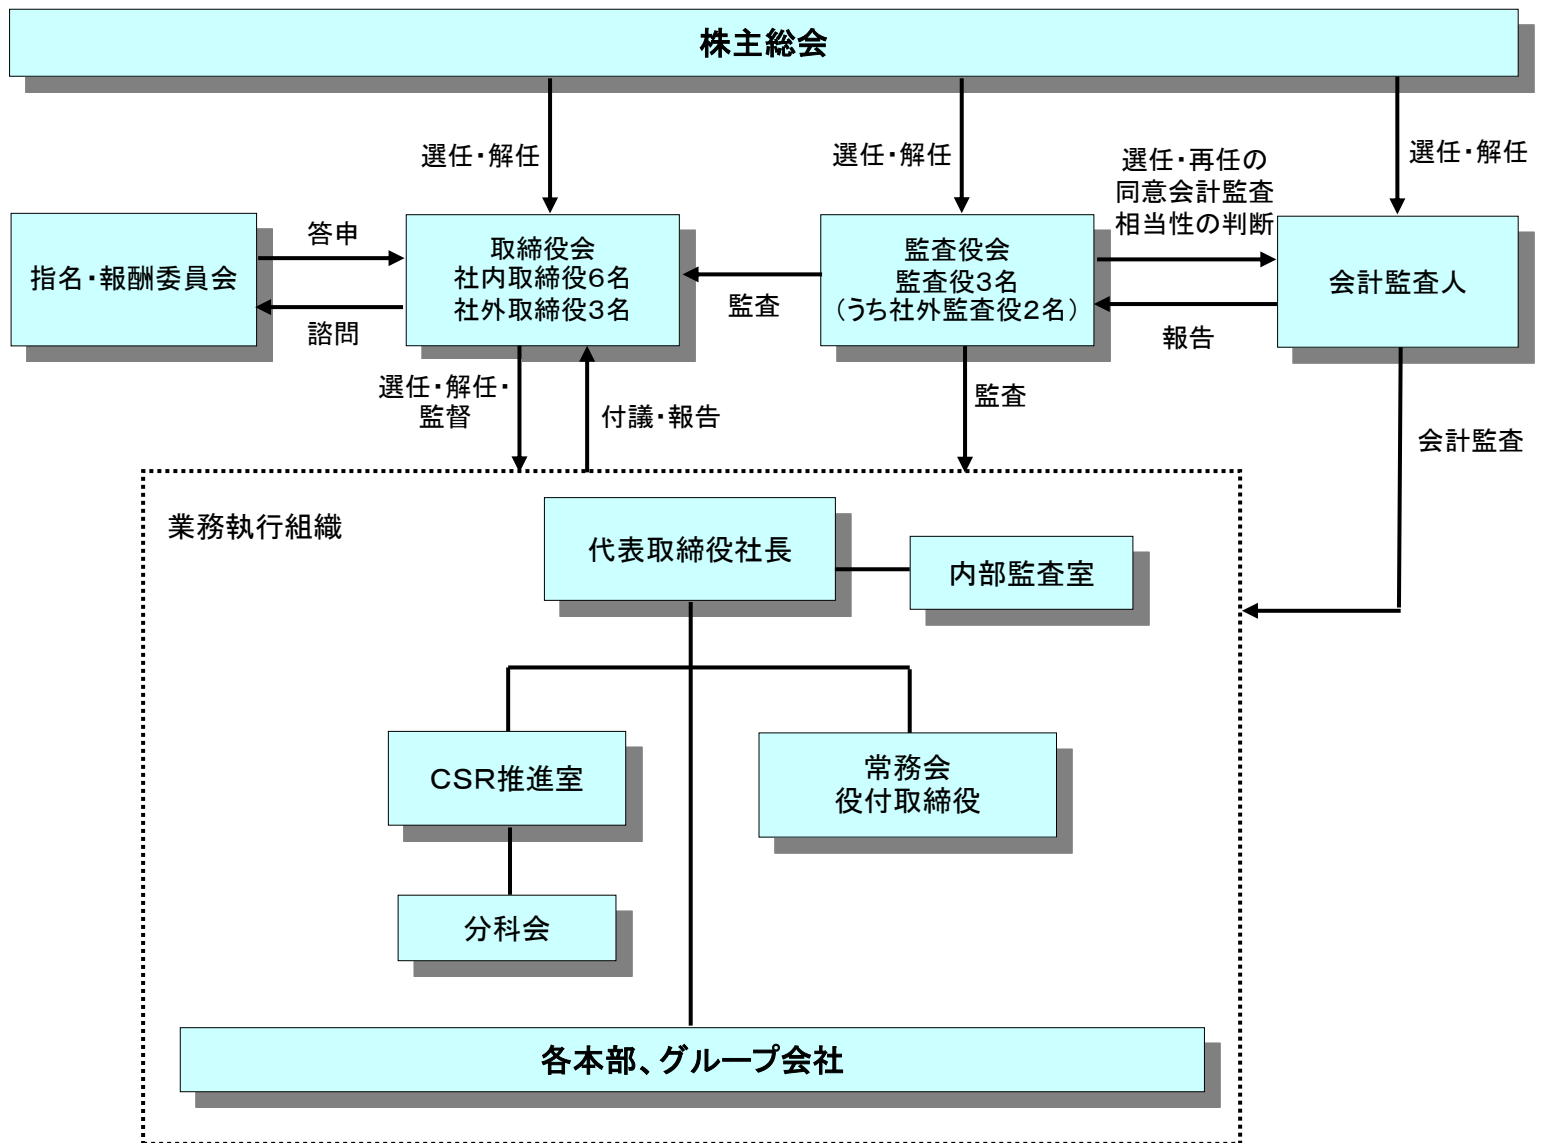 株主総会
選任・解任
選任・解任
選任・再任の
同意会計監査
相当性の判断
選任・解任
指名・報酬委員会
答申
諮問
取締役会
社内取締役6名
社外取締役3名
監査
監査役会
監査役3名
（うち社外監査役2名）
報告
会計監査人
選任・解任・
監督
付議・報告
監査
会計監査
業務執行組織
代表取締役社長
内部監査室
CSR推進室
常務会
役付取締役
分科会
各本部、グループ会社